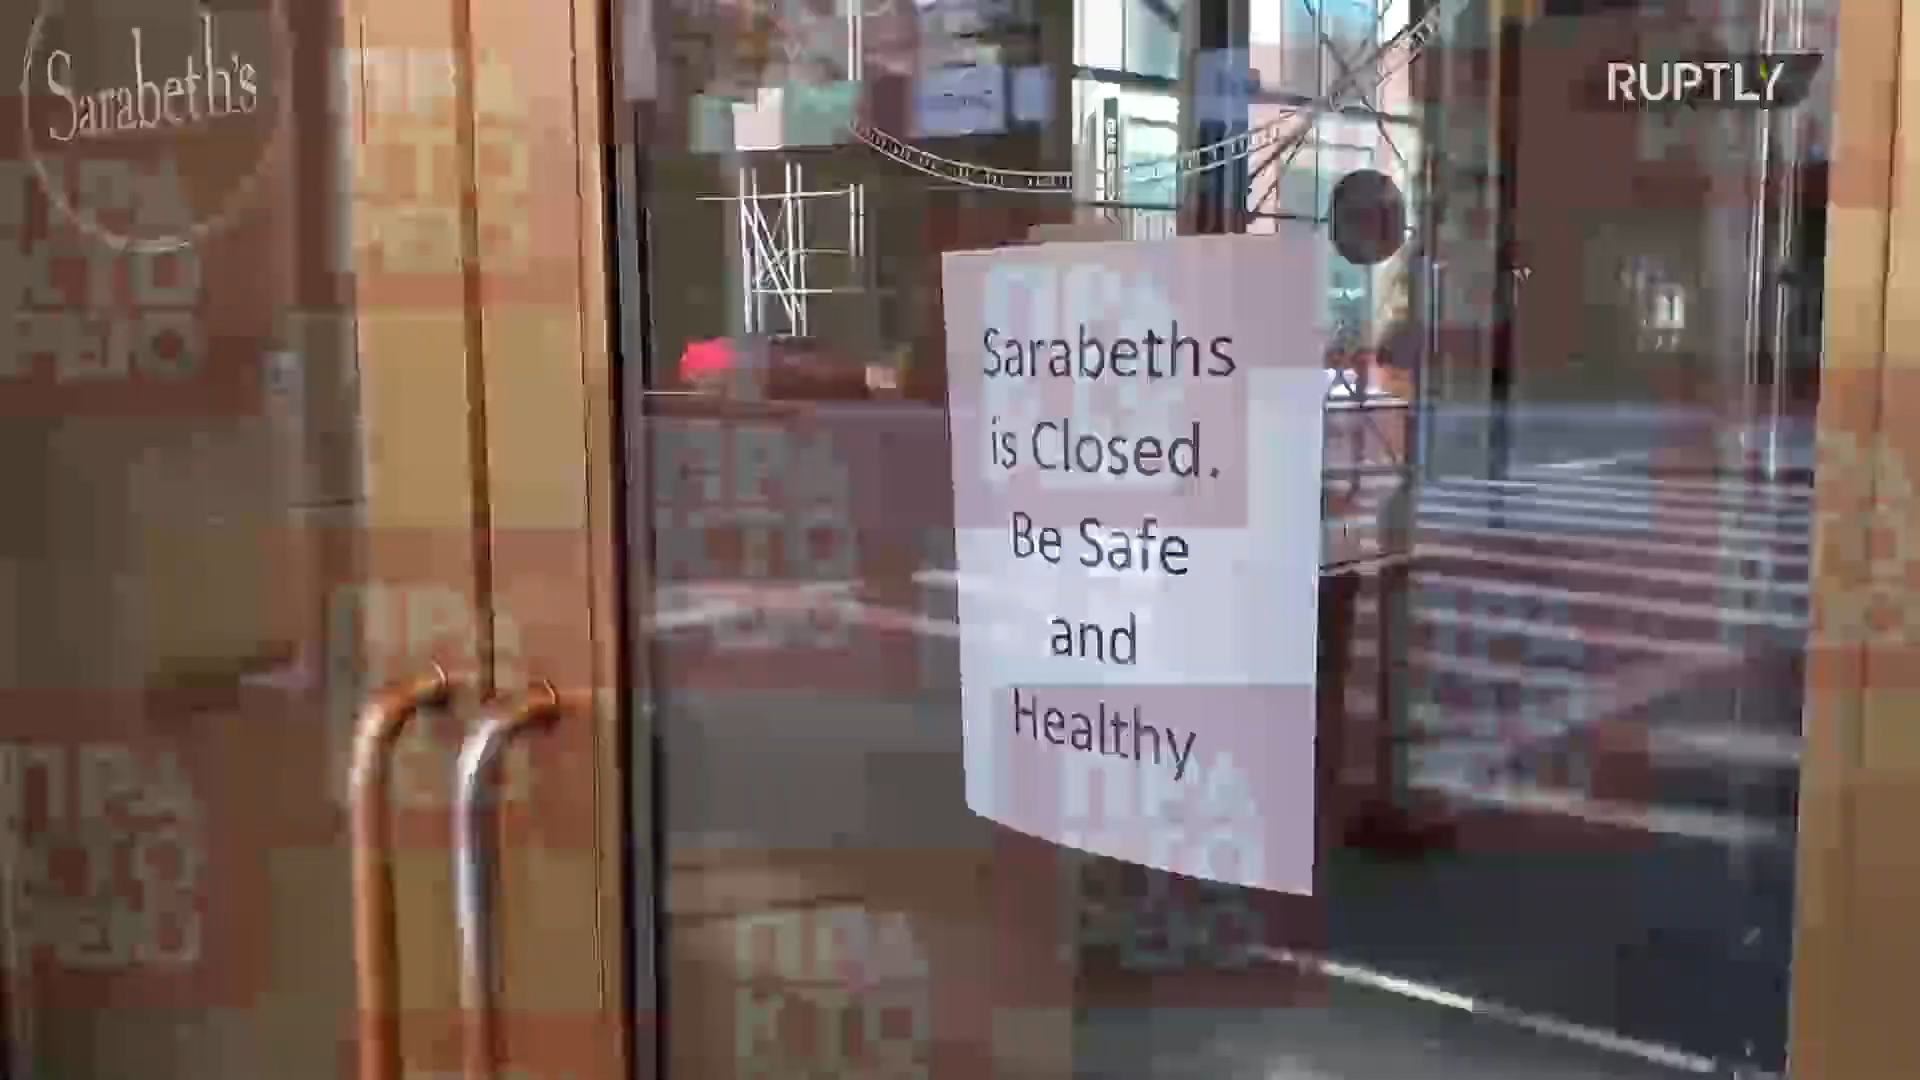 Sarabeth's
RUPTLY
Sarabeths
is Closed.
Be Safe
and
Healthy